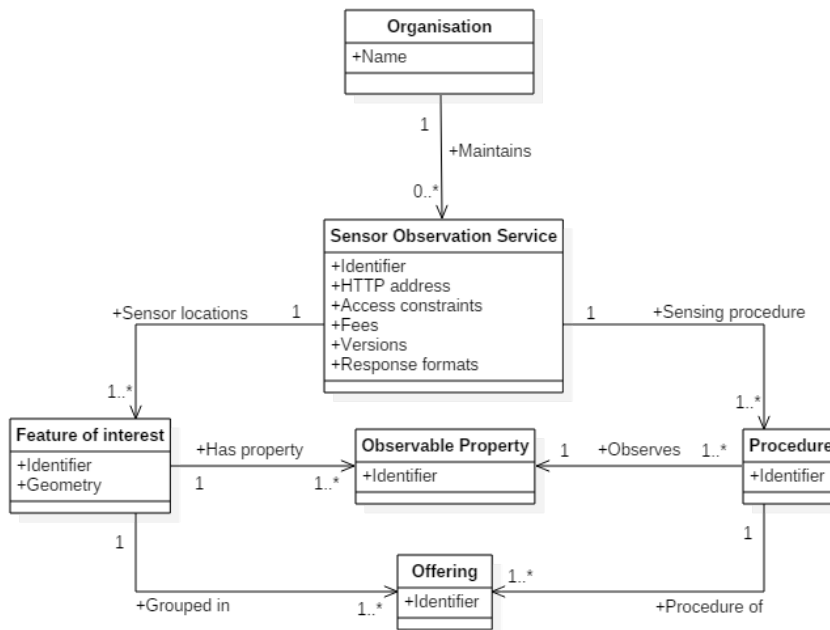 Organisation
+Name
1
+Maintains
0..*
Sensor Observation Service
+Identifier
+HTTP address
+Access constraints
+Fees
+Versions
+Response formats
+Sensor locations
1
1
+Sensing procedure
1..*
1..*
Feature of interest
+Identifier
+Geometry
+Has property
1
1..*
Observable Property
+Identifier
1
+Observes
1..*
Procedure
+Identifier
1
1
Offering
+Identifier
1..*
+Grouped in
1..*
+Procedure of